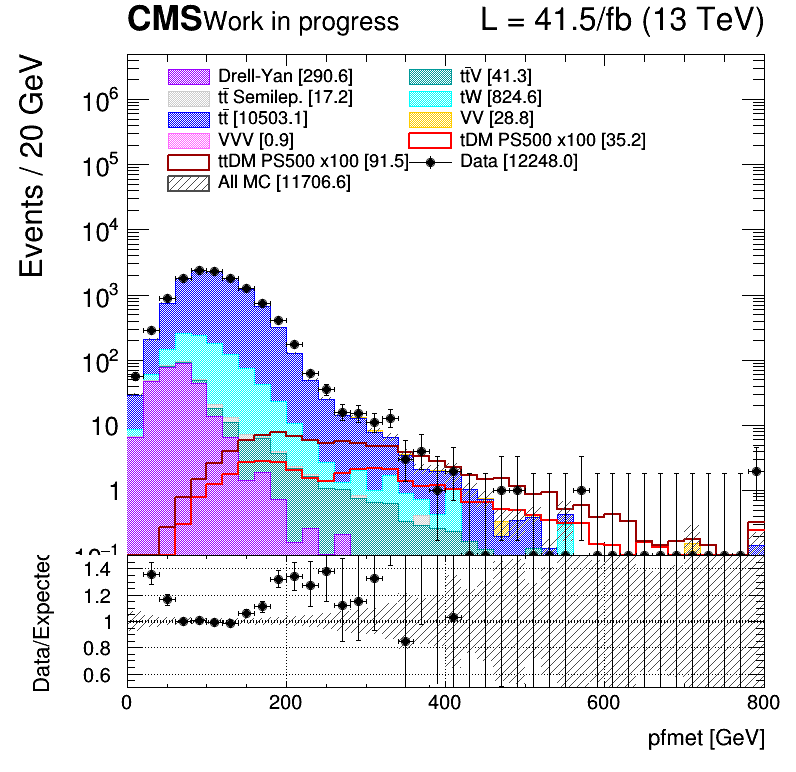 CMS Work in progress L = 41.5/fb (13 TeV)
Events / 20 GeV
Drell-Yan [290.6] tt̄V [41.3]
tt̄ Semilep. [17.2] tW [824.6]
tt̄ [10503.1] VV [28.8]
VVV [0.9] tDM PS500 x100 [35.2]
ttDM PS500 x100 [91.5] Data [12248.0]
All MC [11706.6]
10⁶
10⁵
10⁴
10³
10²
10
1
10⁻¹
Data/Expected
1.4
1.2
1
0.8
0.6
0 200 400 600 800
pfmet [GeV]